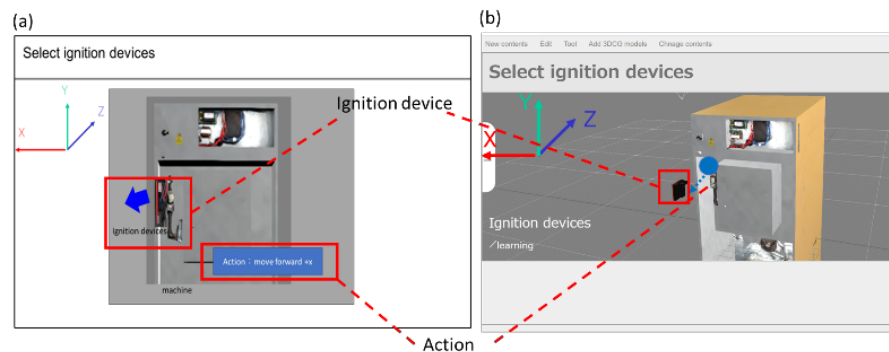 (a)
Select ignition devices
Y
Z
X
Ignition devices
Action : move forward +x
machine
Ignition device
Action
(b)
New contents Edit Tool Add 3DCG models Chnage contents
Select ignition devices
Y
Z
X
Ignition devices
／learning